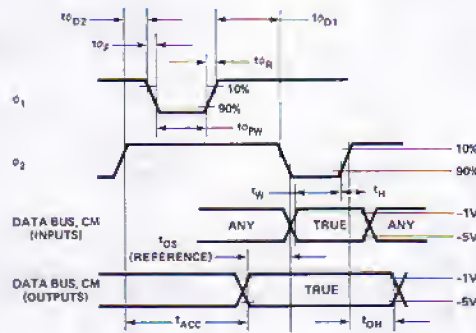 tφD2
tφD1
tφF
tφR
φ1
10%
90%
tφPW
φ2
10%
90%
tW
tH
DATA BUS, CM
(INPUTS)
ANY
TRUE
ANY
-1V
-5V
tOS
(REFERENCE)
DATA BUS, CM
(OUTPUTS)
TRUE
-1V
-5V
tACC
tOH